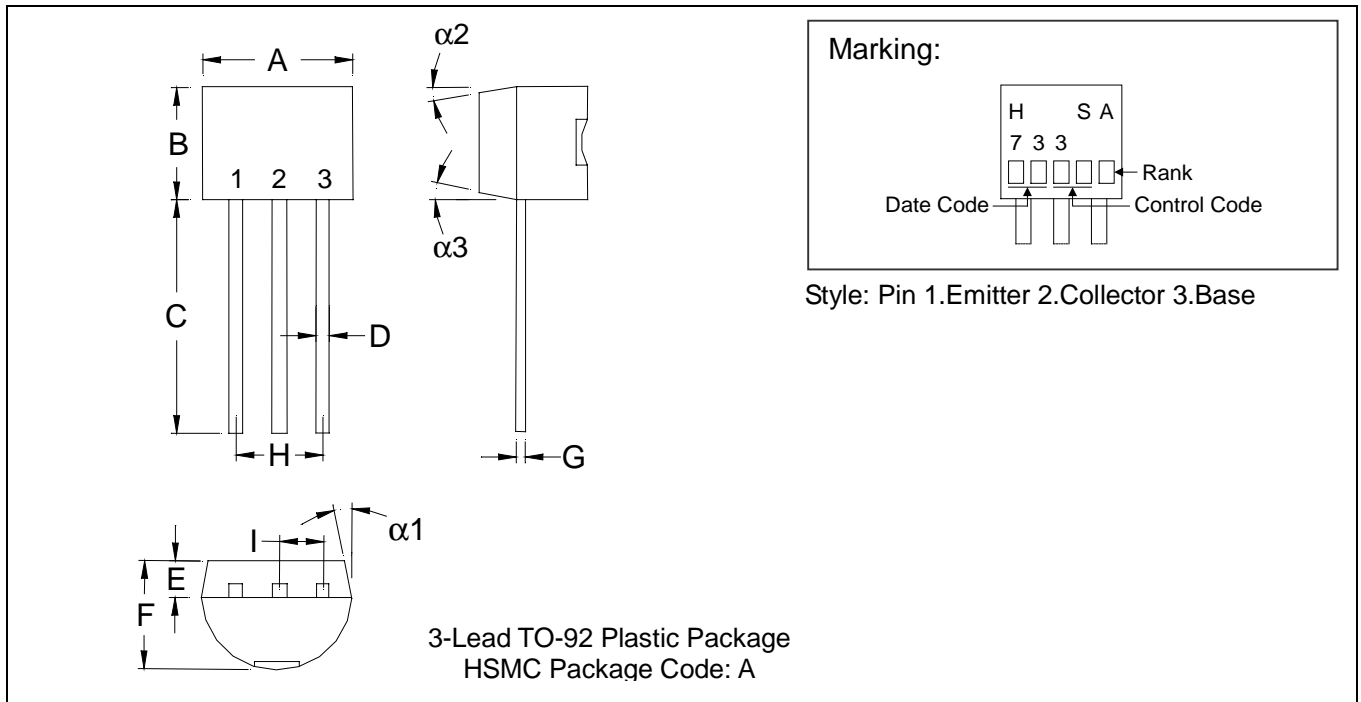 α2
A
B
1 2 3
α3
C
D
H
G
α1
I
E
F
3-Lead TO-92 Plastic Package
HSMC Package Code: A
Marking:
H S A
7 3 3
Rank
Date Code
Control Code
Style: Pin 1.Emitter 2.Collector 3.Base